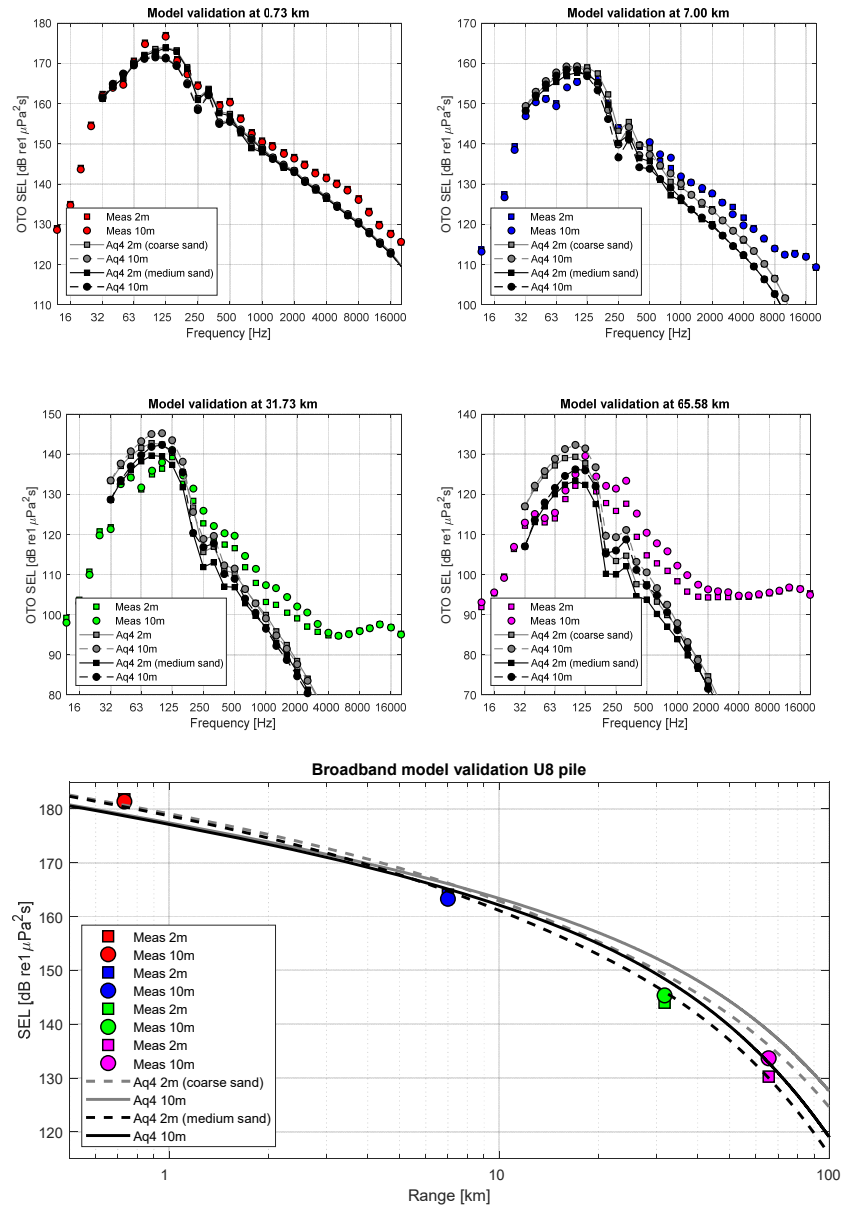 Model validation at 0.73 km
OTO SEL [dB re1 μPa²s]
180
170
160
150
140
130
120
110
Meas 2m
Meas 10m
Aq4 2m (coarse sand)
Aq4 10m
Aq4 2m (medium sand)
Aq4 10m
16 32 63 125 250 500 1000 2000 4000 16000
Frequency [Hz]
Model validation at 7.00 km
OTO SEL [dB re1 μPa²s]
170
160
150
140
130
120
110
100
Meas 2m
Meas 10m
Aq4 2m (coarse sand)
Aq4 10m
Aq4 2m (medium sand)
Aq4 10m
16 32 63 125 250 500 1000 2000 4000 16000
Frequency [Hz]
Model validation at 31.73 km
OTO SEL [dB re1 μPa²s]
150
140
130
120
110
100
90
80
Meas 2m
Meas 10m
Aq4 2m
Aq4 10m
Aq4 2m (medium sand)
Aq4 10m
16 32 63 125 250 500 1000 2000 4000 16000
Frequency [Hz]
Model validation at 65.58 km
OTO SEL [dB re1 μPa²s]
140
130
120
110
100
90
80
70
Meas 2m
Meas 10m
Aq4 2m (coarse sand)
Aq4 10m
Aq4 2m (medium sand)
Aq4 10m
16 32 63 125 250 500 1000 2000 4000 16000
Frequency [Hz]
Broadband model validation U8 pile
SEL [dB re1 μPa²s]
180
170
160
150
140
130
120
Meas 2m
Meas 10m
Meas 2m
Meas 10m
Meas 2m
Meas 10m
Meas 2m
Meas 10m
Aq4 2m (coarse sand)
Aq4 10m
Aq4 2m (medium sand)
Aq4 10m
1 10 100
Range [km]